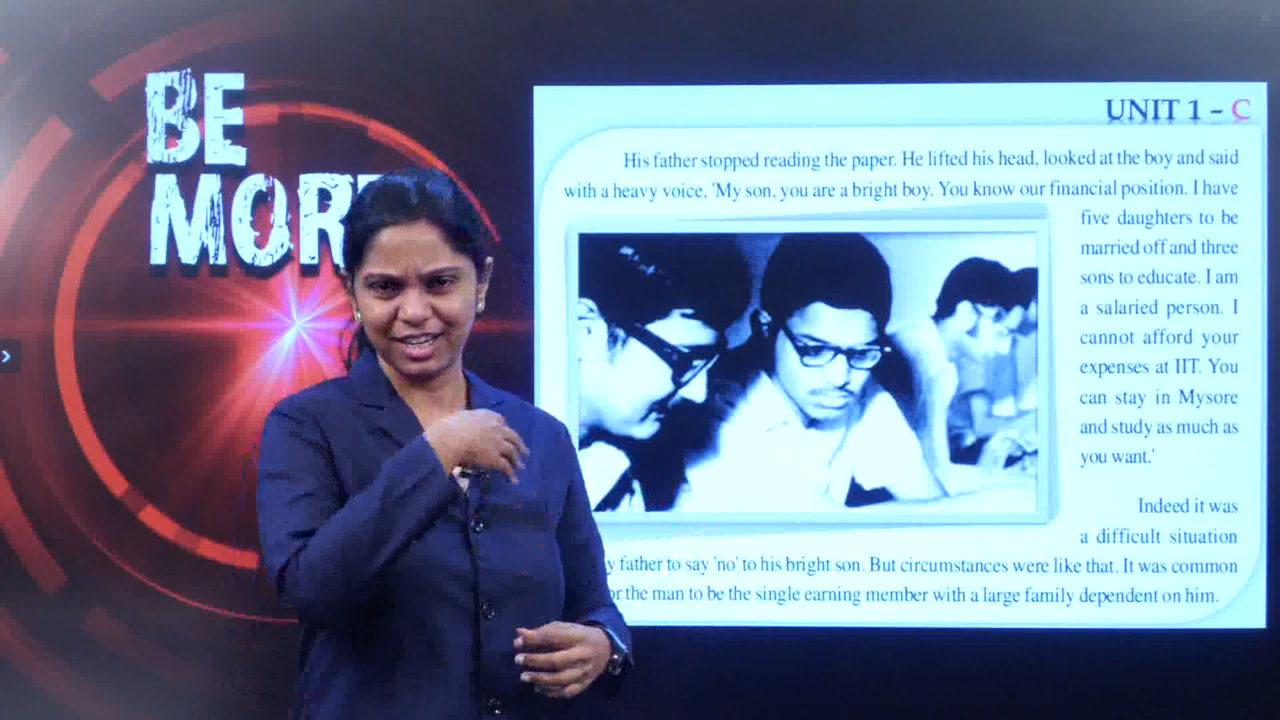 BE
MOR
UNIT 1 – C
His father stopped reading the paper. He lifted his head, looked at the boy and said
with a heavy voice, 'My son, you are a bright boy. You know our financial position. I have
five daughters to be
married off and three
sons to educate. I am
a salaried person. I
cannot afford your
expenses at IIT. You
can stay in Mysore
and study as much as
you want.'
Indeed it was
a difficult situation
y father to say 'no' to his bright son. But circumstances were like that. It was common
or the man to be the single earning member with a large family dependent on him.